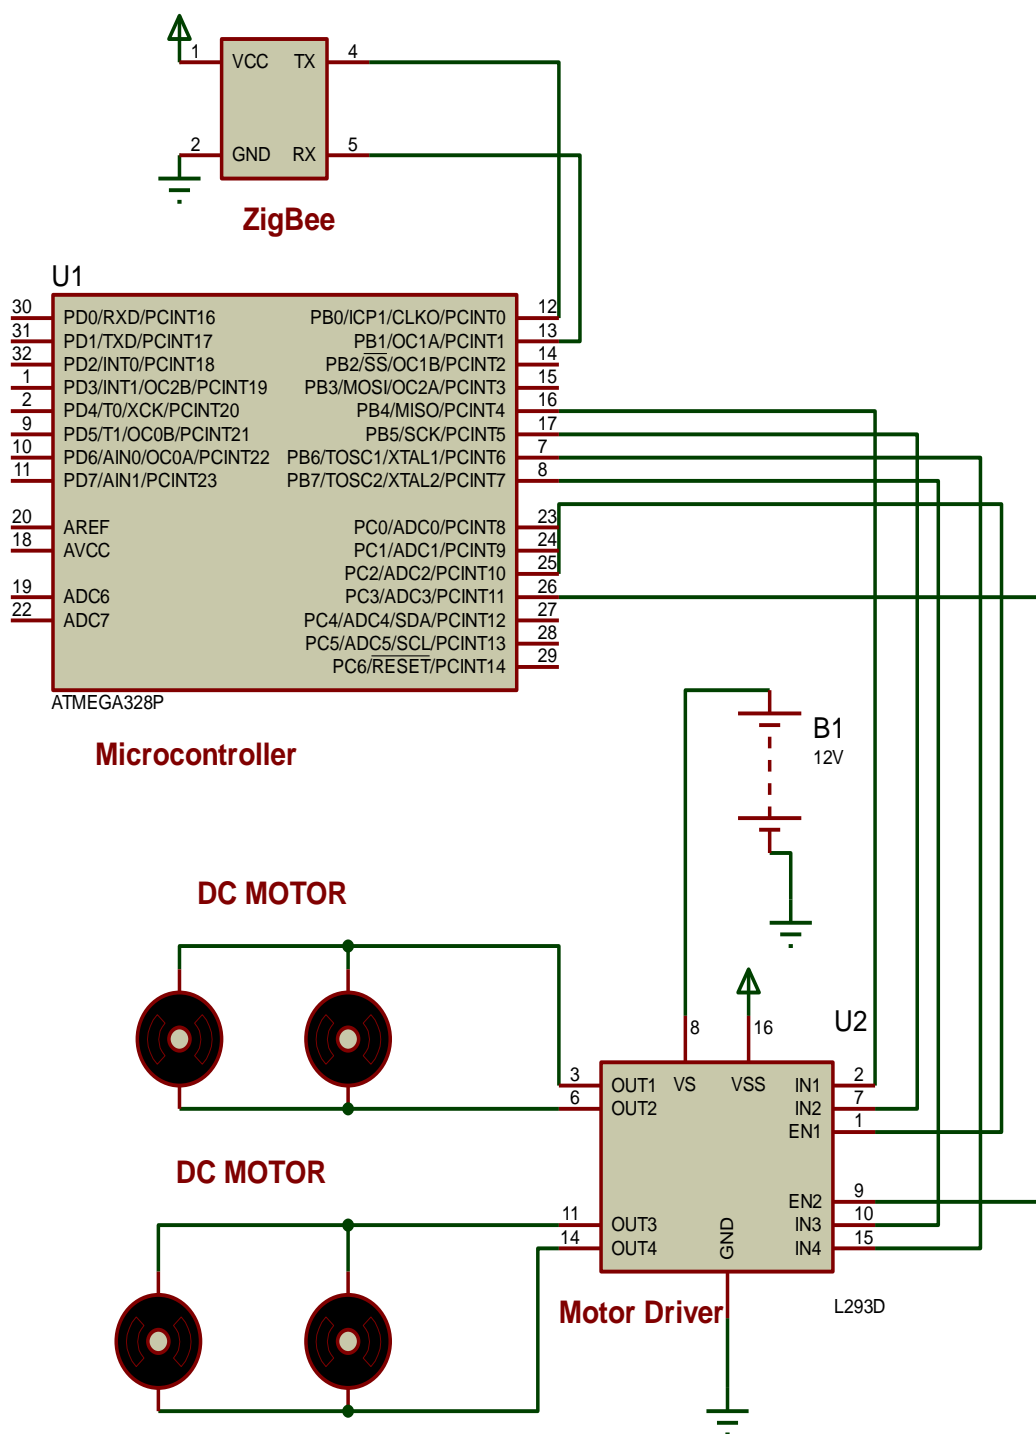 1 VCC TX 4
2 GND RX 5
ZigBee
U1
30 PD0/RXD/PCINT16 PB0/ICP1/CLKO/PCINT0 12
31 PD1/TXD/PCINT17 PB1/OC1A/PCINT1 13
32 PD2/INT0/PCINT18 PB2/SS/OC1B/PCINT2 14
1 PD3/INT1/OC2B/PCINT19 PB3/MOSI/OC2A/PCINT3 15
2 PD4/T0/XCK/PCINT20 PB4/MISO/PCINT4 16
9 PD5/T1/OC0B/PCINT21 PB5/SCK/PCINT5 17
10 PD6/AIN0/OC0A/PCINT22 PB6/TOSC1/XTAL1/PCINT6 7
11 PD7/AIN1/PCINT23 PB7/TOSC2/XTAL2/PCINT7 8
20 AREF PC0/ADC0/PCINT8 23
18 AVCC PC1/ADC1/PCINT9 24
PC2/ADC2/PCINT10 25
19 ADC6 PC3/ADC3/PCINT11 26
22 ADC7 PC4/ADC4/SDA/PCINT12 27
PC5/ADC5/SCL/PCINT13 28
PC6/RESET/PCINT14 29
ATMEGA328P
Microcontroller
B1
12V
DC MOTOR
8 16 U2
3 OUT1 VS VSS IN1 2
6 OUT2 IN2 7
EN1 1
DC MOTOR
EN2 9
11 OUT3 IN3 10
14 OUT4 GND IN4 15
Motor Driver L293D